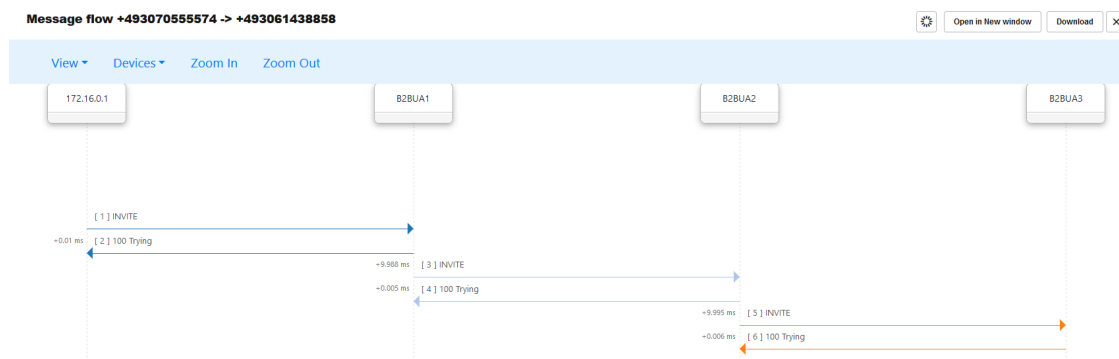 Message flow +493070555574 -> +493061438858
Open in New window
Download
View
Devices
Zoom In
Zoom Out
172.16.0.1
B2BUA1
B2BUA2
B2BUA3
[ 1 ] INVITE
+0.01 ms [ 2 ] 100 Trying
+9.988 ms [ 3 ] INVITE
+0.005 ms [ 4 ] 100 Trying
+9.995 ms [ 5 ] INVITE
+0.006 ms [ 6 ] 100 Trying